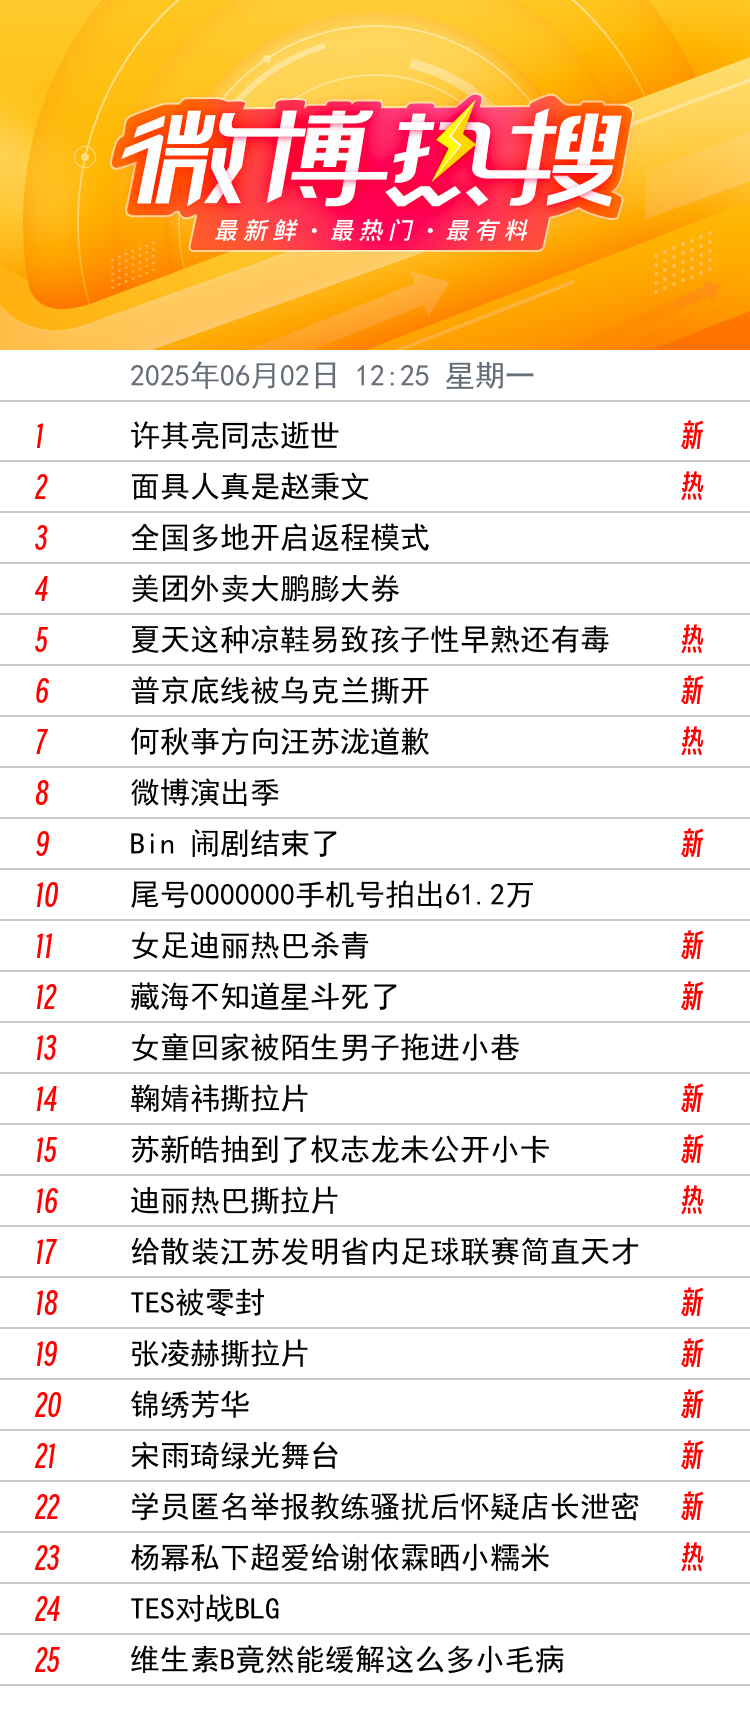 微博热搜
最新鲜·最热门·最有料
2025年06月02日 12:25 星期一
1 许其亮同志逝世 新
2 面具人真是赵秉文 热
3 全国多地开启返程模式
4 美团外卖大鹏膨大券
5 夏天这种凉鞋易致孩子性早熟还有毒 热
6 普京底线被乌克兰撕开 新
7 何秋亊方向汪苏泷道歉 热
8 微博演出季
9 Bin 闹剧结束了 新
10 尾号0000000手机号拍出61.2万
11 女足迪丽热巴杀青 新
12 藏海不知道星斗死了 新
13 女童回家被陌生男子拖进小巷
14 鞠婧祎撕拉片 新
15 苏新皓抽到了权志龙未公开小卡 新
16 迪丽热巴撕拉片 热
17 给散装江苏发明省内足球联赛简直天才
18 TES被零封 新
19 张凌赫撕拉片 新
20 锦绣芳华 新
21 宋雨琦绿光舞台 新
22 学员匿名举报教练骚扰后怀疑店长泄密 新
23 杨幂私下超爱给谢依霖晒小糯米 热
24 TES对战BLG
25 维生素B竟然能缓解这么多小毛病